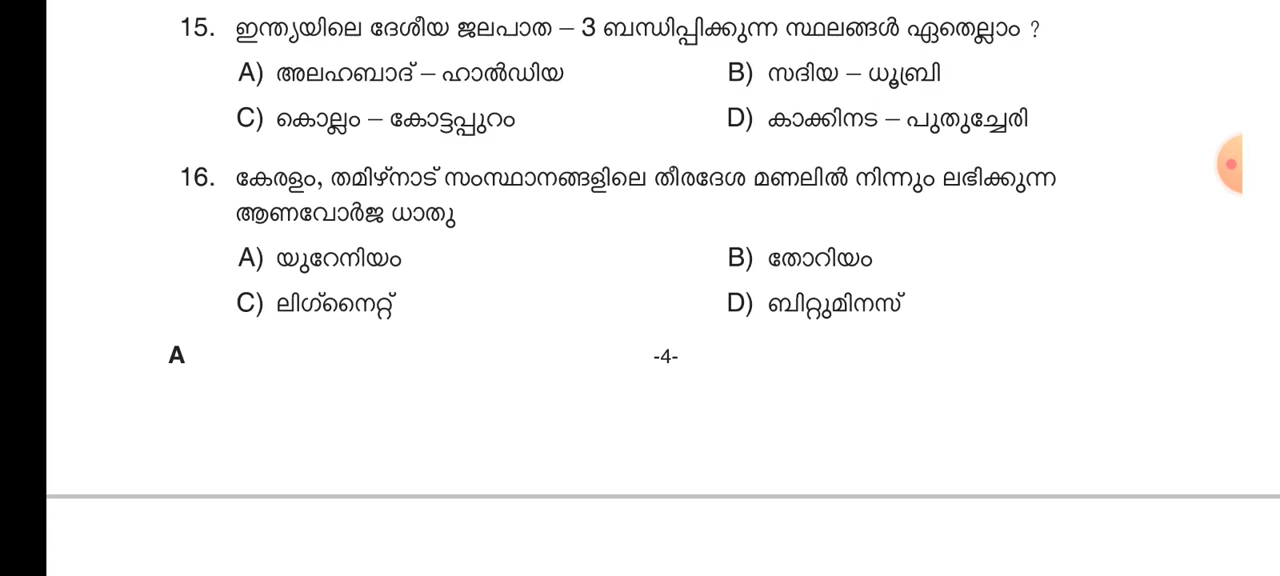 15. ഇന്ത്യയിലെ ദേശീയ ജലപാത – 3 ബന്ധിപ്പിക്കുന്ന സ്ഥലങ്ങൾ ഏതെല്ലാം ?
A) അലഹബാദ് – ഹാൽഡിയ B) സദിയ – ധൂബ്രി
C) കൊല്ലം – കോട്ടപ്പുറം D) കാക്കിനട – പുതുച്ചേരി
16. കേരളം, തമിഴ്‌നാട് സംസ്ഥാനങ്ങളിലെ തീരദേശ മണലിൽ നിന്നും ലഭിക്കുന്ന
ആണവോർജ ധാതു
A) യുറേനിയം B) തോറിയം
C) ലിഗ്‌നൈറ്റ് D) ബിറ്റുമിനസ്
A -4-